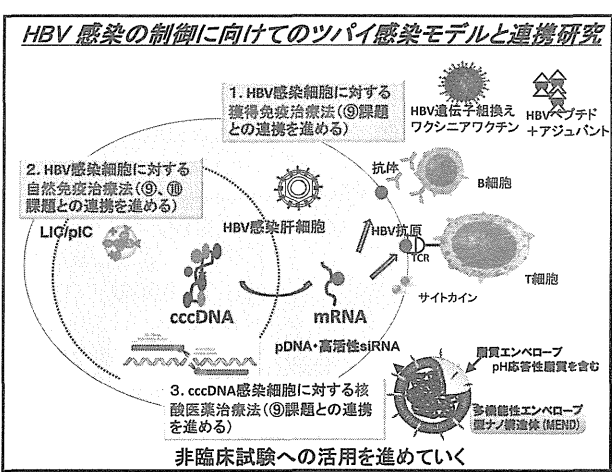 HBV 感染の制御に向けてのツパイ感染モデルと連携研究
1. HBV感染細胞に対する
獲得免疫治療法(⑨課題
との連携を進める)
HBV遺伝子組換え
ワクシニアワクチン
HBVペプチド
+アジュバント
2. HBV感染細胞に対する
自然免疫治療法(⑨、⑩
課題との連携を進める)
LIC/pIC
HBV感染肝細胞
抗体
B細胞
HBV抗原
TCR
T細胞
サイトカイン
cccDNA
mRNA
pDNA・高活性siRNA
3. cccDNA感染細胞に対する核
酸医薬治療法(⑨課題との連携
を進める)
脂質エンベロープ
pH応答性脂質を含む
多機能性エンベロープ
型ナノ構造体(MEND)
非臨床試験への活用を進めていく